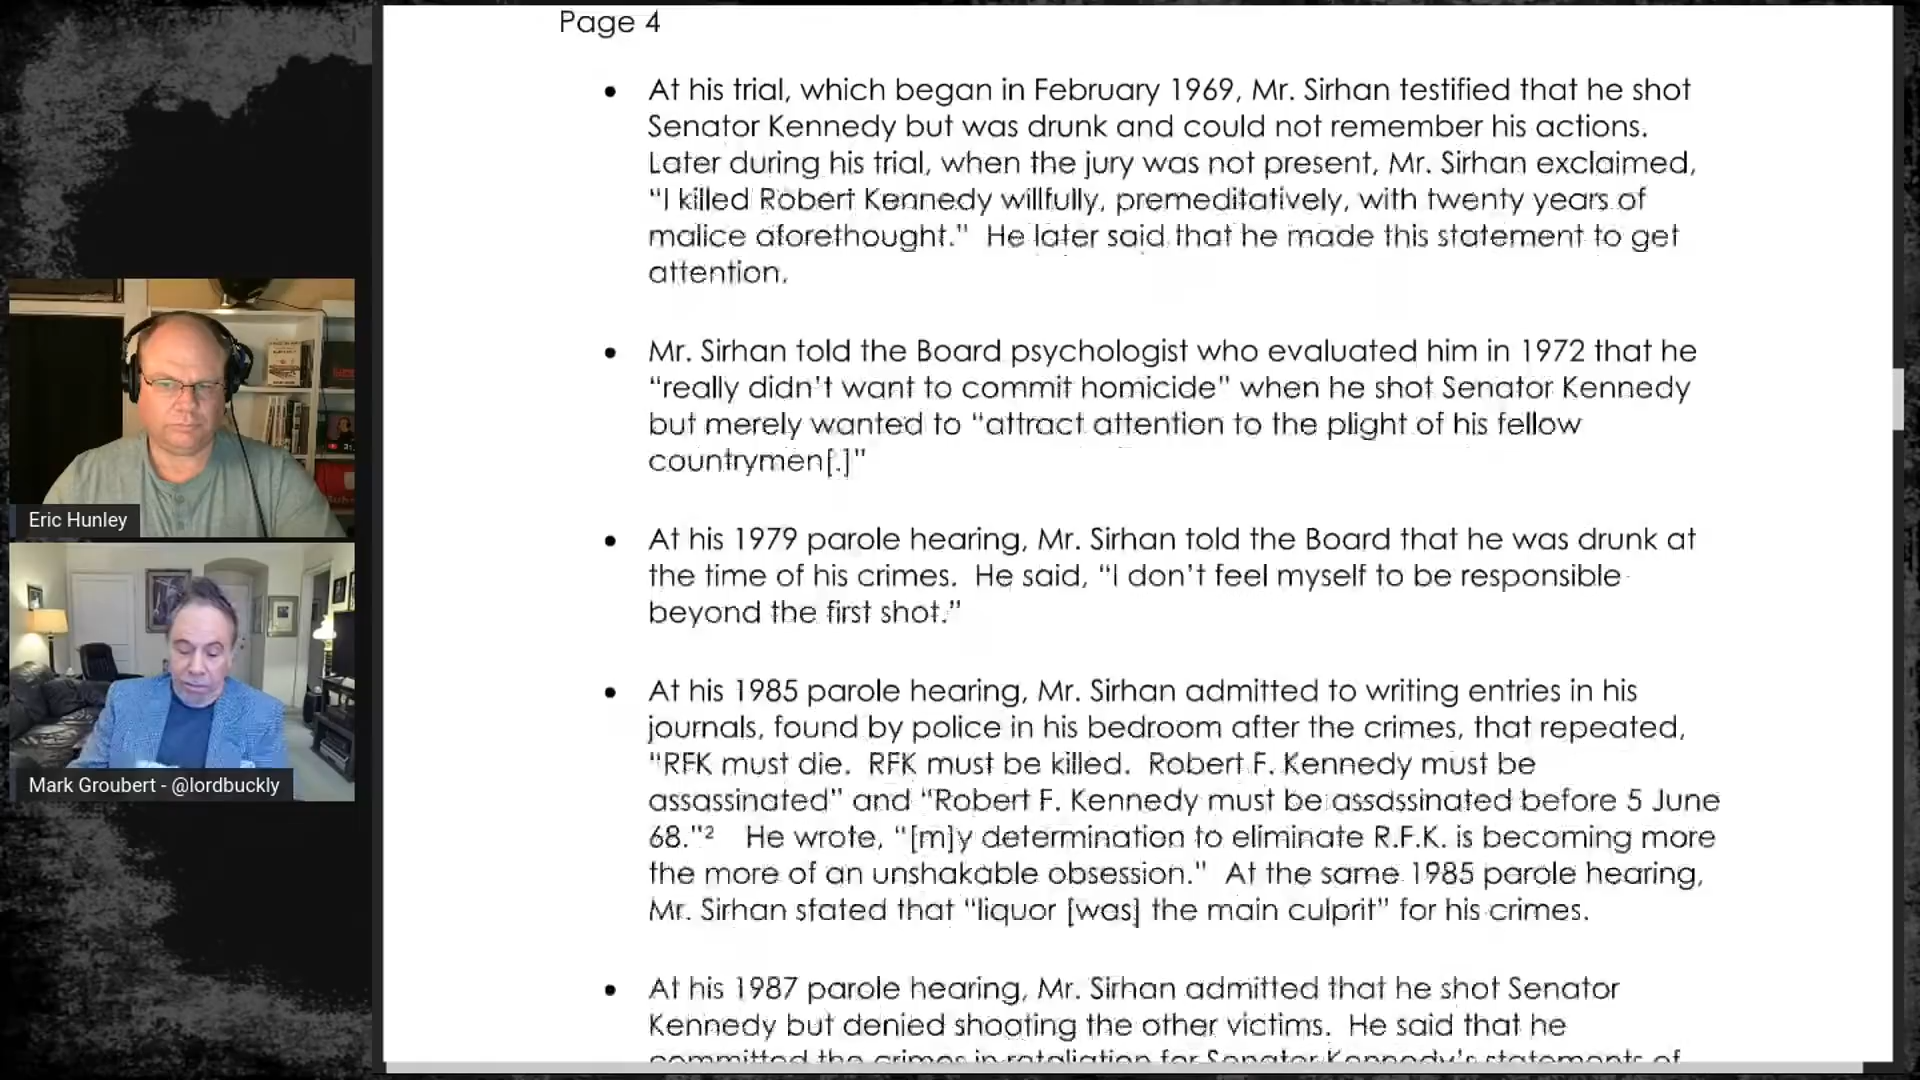 Page 4
• At his trial, which began in February 1969, Mr. Sirhan testified that he shot
Senator Kennedy but was drunk and could not remember his actions.
Later during his trial, when the jury was not present, Mr. Sirhan exclaimed,
“I killed Robert Kennedy willfully, premeditatively, with twenty years of
malice aforethought.” He later said that he made this statement to get
attention.
• Mr. Sirhan told the Board psychologist who evaluated him in 1972 that he
“really didn’t want to commit homicide” when he shot Senator Kennedy
but merely wanted to “attract attention to the plight of his fellow
countrymen[.]”
• At his 1979 parole hearing, Mr. Sirhan told the Board that he was drunk at
the time of his crimes. He said, “I don’t feel myself to be responsible
beyond the first shot.”
• At his 1985 parole hearing, Mr. Sirhan admitted to writing entries in his
journals, found by police in his bedroom after the crimes, that repeated,
“RFK must die. RFK must be killed. Robert F. Kennedy must be
assassinated” and “Robert F. Kennedy must be assassinated before 5 June
68.”² He wrote, “[m]y determination to eliminate R.F.K. is becoming more
the more of an unshakable obsession.” At the same 1985 parole hearing,
Mr. Sirhan stated that “liquor [was] the main culprit” for his crimes.
• At his 1987 parole hearing, Mr. Sirhan admitted that he shot Senator
Kennedy but denied shooting the other victims. He said that he
committed the crimes in retaliation for Senator Kennedy’s statements of
Eric Hunley
Mark Groubert - @lordbuckly